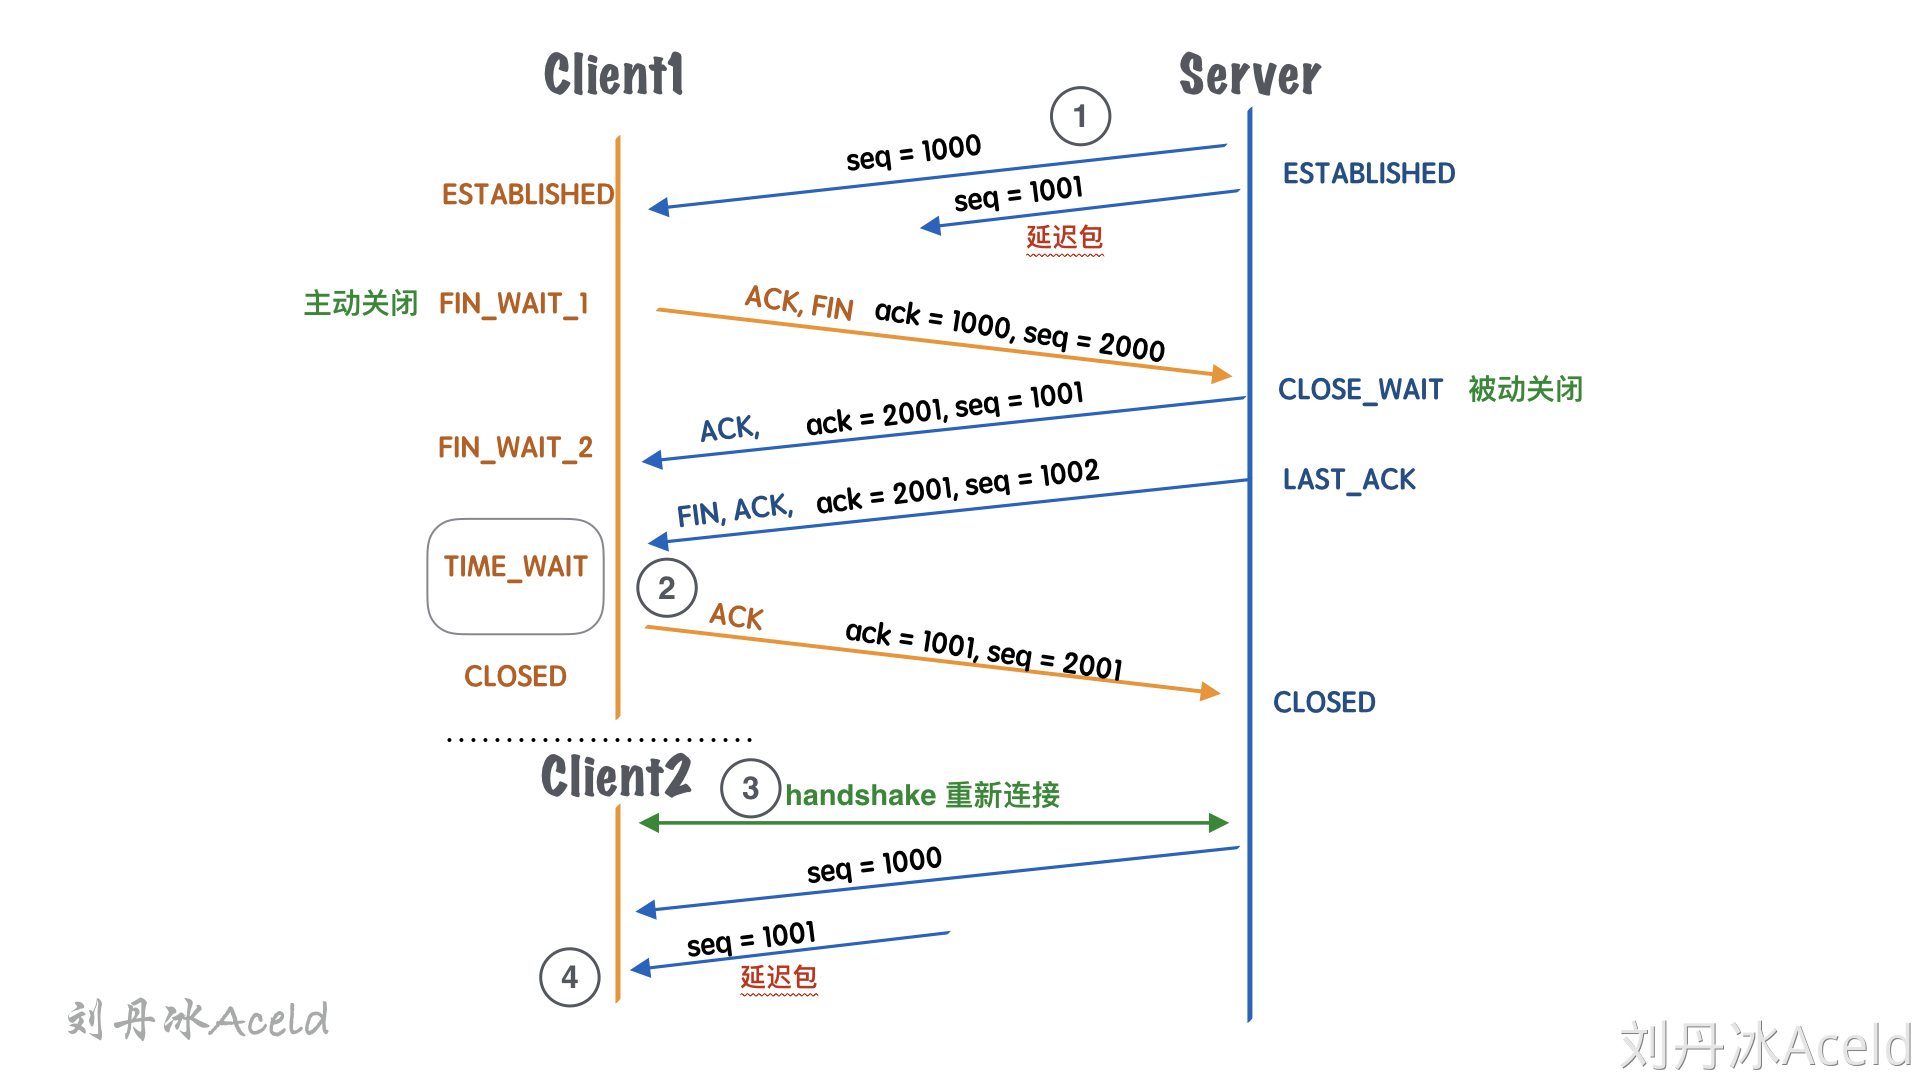 Client1
Server
1
seq = 1000
ESTABLISHED
ESTABLISHED
seq = 1001
延迟包
主动关闭 FIN_WAIT_1
ACK, FIN ack = 1000, seq = 2000
CLOSE_WAIT 被动关闭
ACK, ack = 2001, seq = 1001
FIN_WAIT_2
LAST_ACK
FIN, ACK, ack = 2001, seq = 1002
TIME_WAIT
2
ACK ack = 1001, seq = 2001
CLOSED
CLOSED
Client2
3
handshake 重新连接
seq = 1000
seq = 1001
延迟包
4
刘丹冰Aceld
刘丹冰Aceld